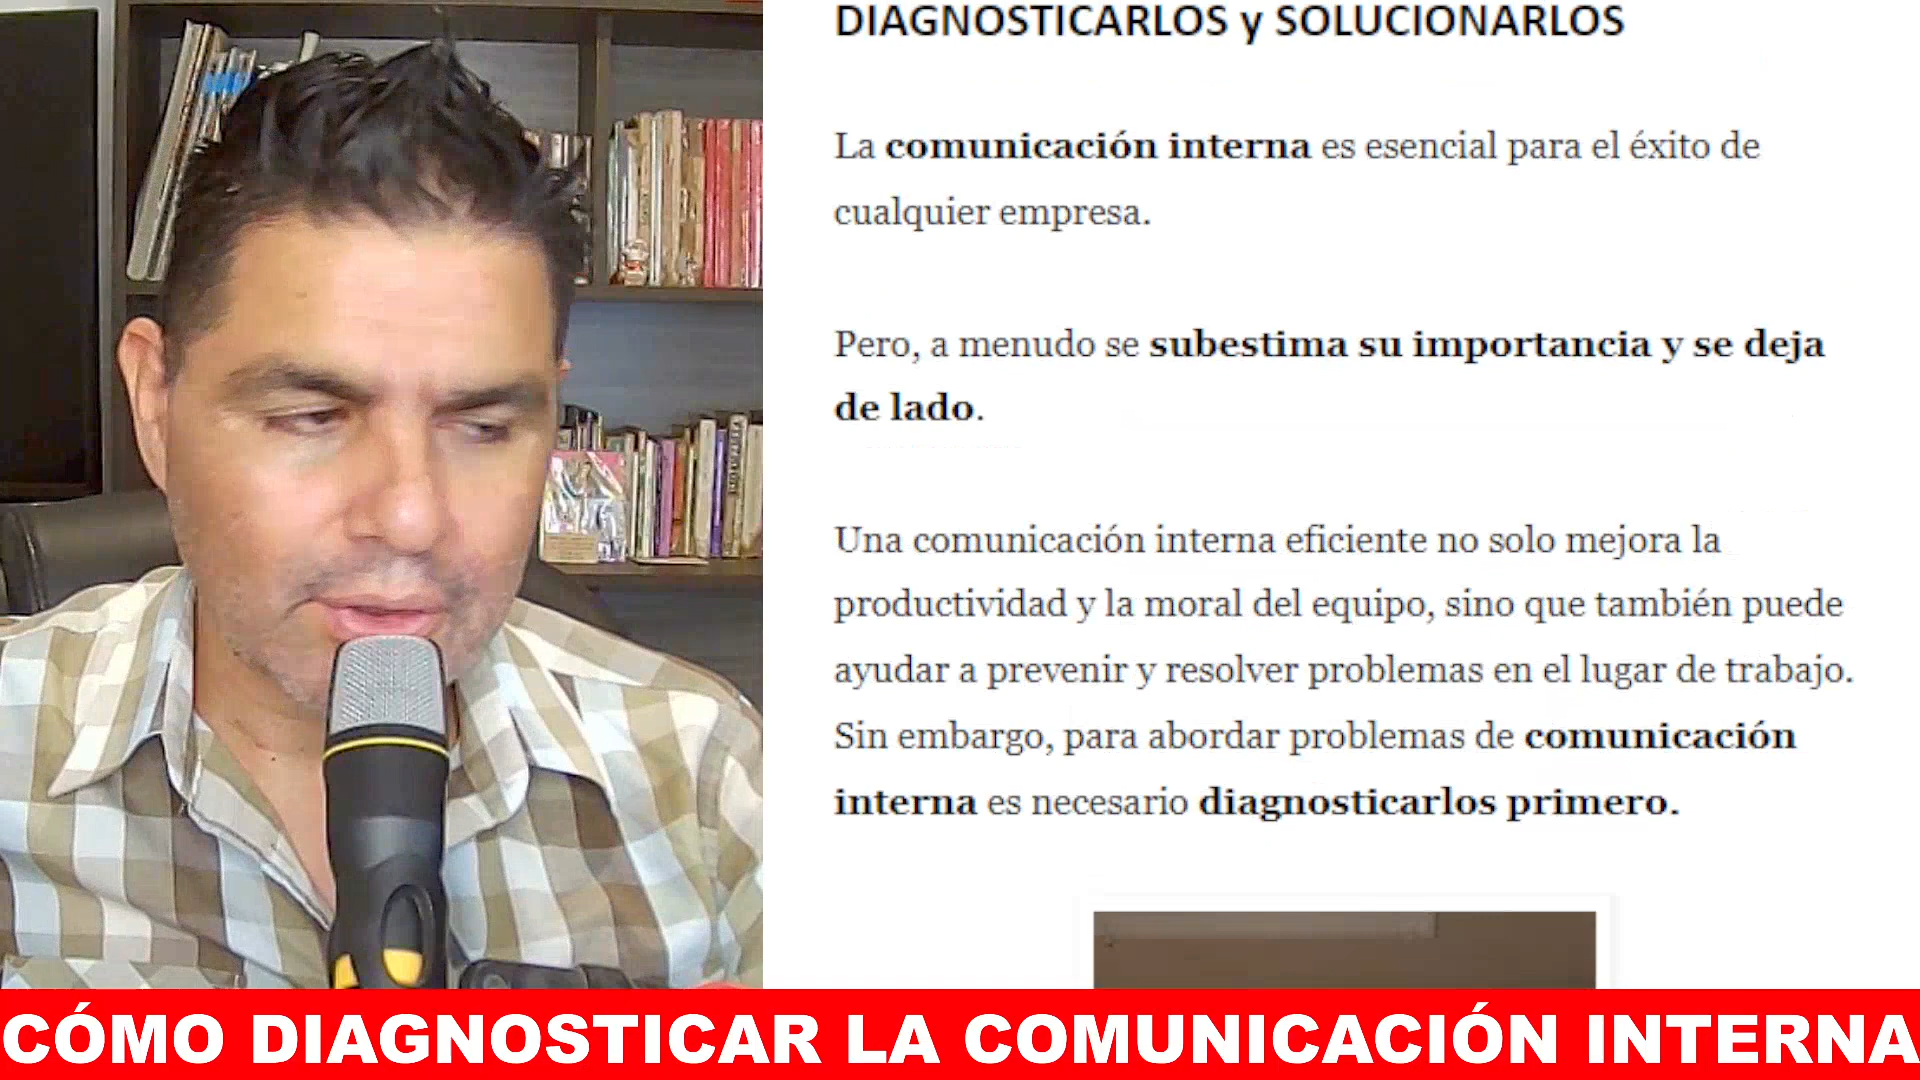 DIAGNOSTICARLOS y SOLUCIONARLOS
La comunicación interna es esencial para el éxito de
cualquier empresa.
Pero, a menudo se subestima su importancia y se deja
de lado.
Una comunicación interna eficiente no solo mejora la
productividad y la moral del equipo, sino que también puede
ayudar a prevenir y resolver problemas en el lugar de trabajo.
Sin embargo, para abordar problemas de comunicación
interna es necesario diagnosticarlos primero.
CÓMO DIAGNOSTICAR LA COMUNICACIÓN INTERNA